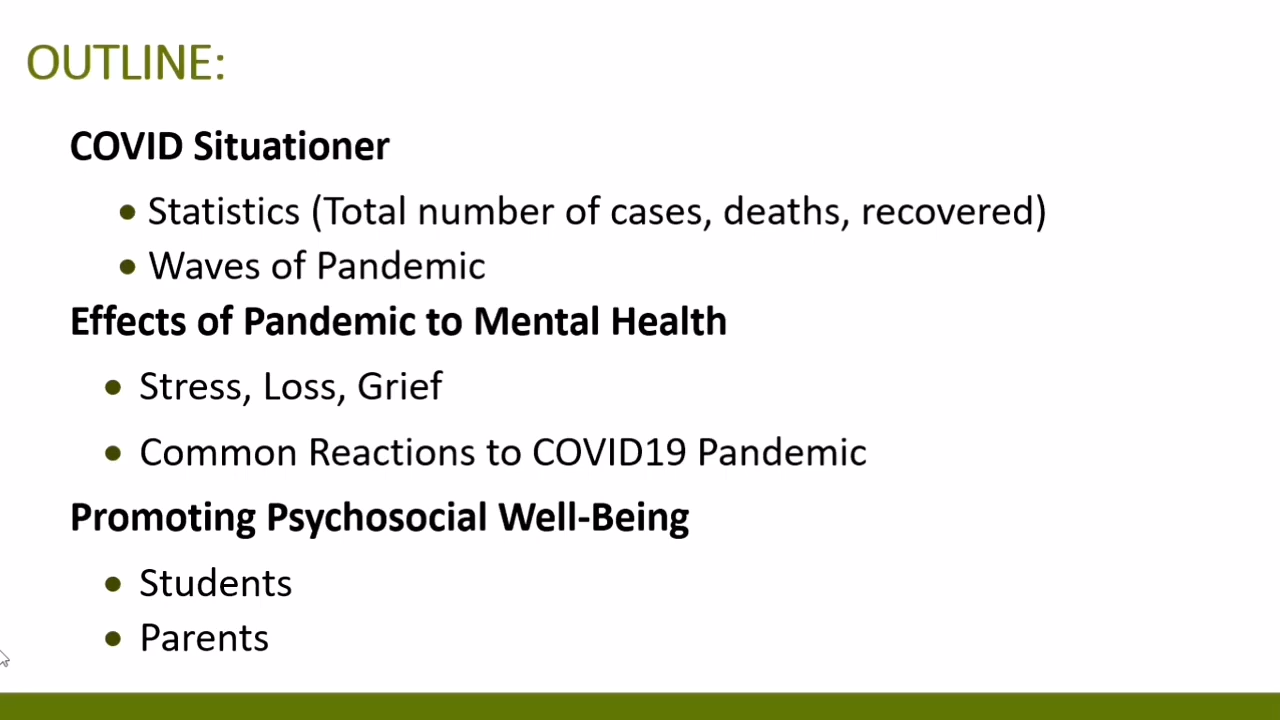 OUTLINE:
COVID Situationer
• Statistics (Total number of cases, deaths, recovered)
• Waves of Pandemic
Effects of Pandemic to Mental Health
• Stress, Loss, Grief
• Common Reactions to COVID19 Pandemic
Promoting Psychosocial Well-Being
• Students
• Parents